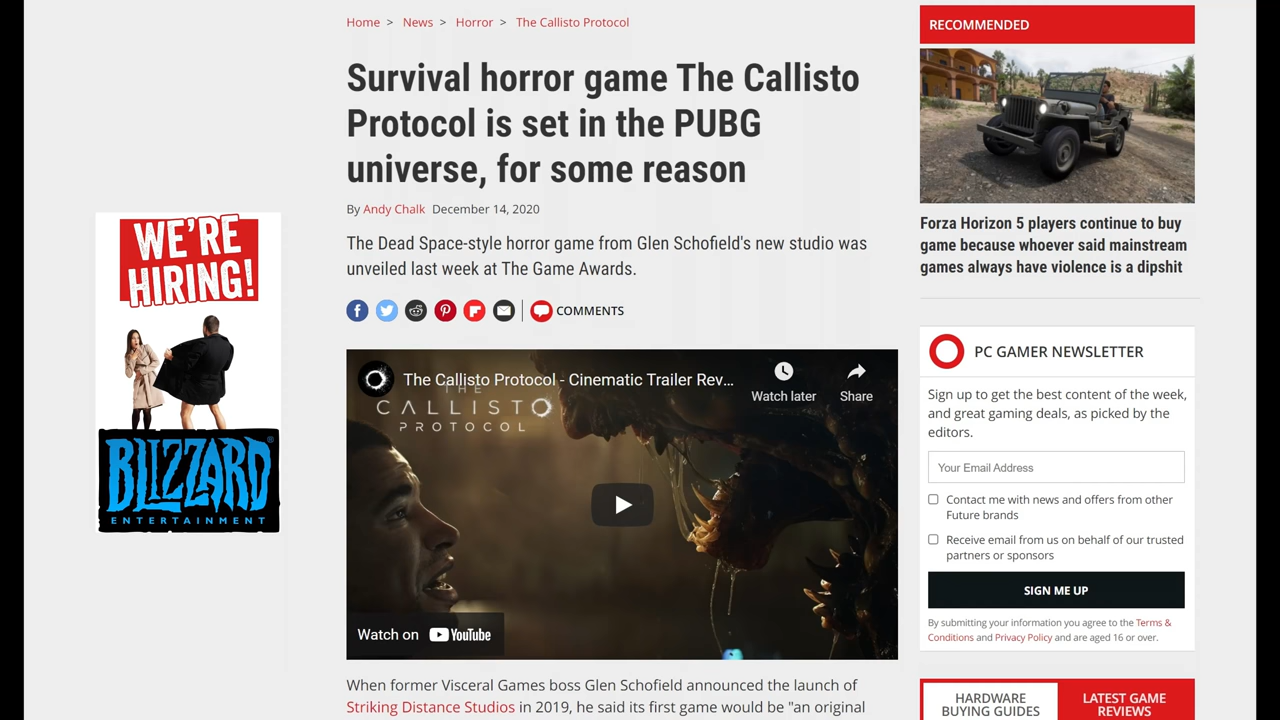 Home > News > Horror > The Callisto Protocol
Survival horror game The Callisto
Protocol is set in the PUBG
universe, for some reason
By Andy Chalk December 14, 2020
The Dead Space-style horror game from Glen Schofield's new studio was
unveiled last week at The Game Awards.
COMMENTS
WE'RE
HIRING!
BLIZZARD
ENTERTAINMENT
The Callisto Protocol - Cinematic Trailer Rev...
Watch later
Share
THE
CALLISTO
PROTOCOL
Watch on YouTube
When former Visceral Games boss Glen Schofield announced the launch of
Striking Distance Studios in 2019, he said its first game would be "an original
RECOMMENDED
Forza Horizon 5 players continue to buy
game because whoever said mainstream
games always have violence is a dipshit
PC GAMER NEWSLETTER
Sign up to get the best content of the week,
and great gaming deals, as picked by the
editors.
Your Email Address
Contact me with news and offers from other
Future brands
Receive email from us on behalf of our trusted
partners or sponsors
SIGN ME UP
By submitting your information you agree to the Terms &
Conditions and Privacy Policy and are aged 16 or over.
HARDWARE
BUYING GUIDES
LATEST GAME
REVIEWS